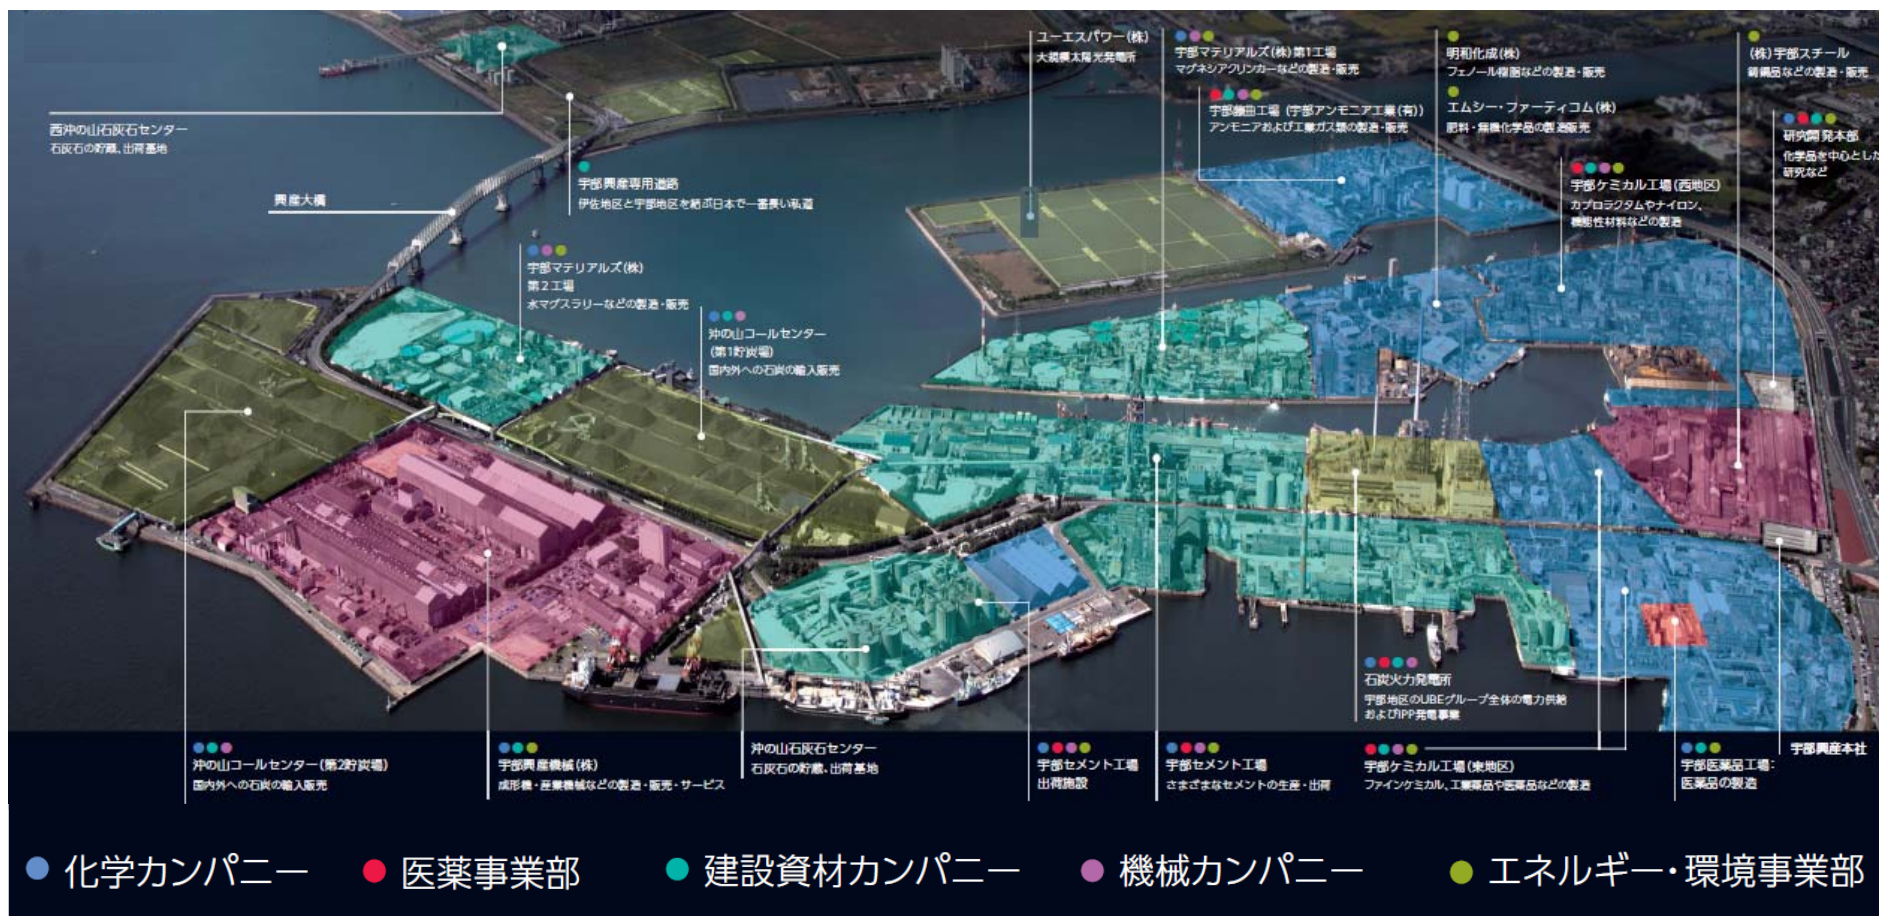 ユーエスパワー(株)
大規模太陽光発電所
宇部マテリアルズ(株)第1工場
マグネシアクリンカーなどの製造・販売
宇部藤曲工場 (宇部アンモニア工業(有))
アンモニアおよび工業ガス類の製造・販売
明和化成(株)
フェノール樹脂などの製造・販売
エムシー・ファーティコム(株)
肥料・無機化学品の製造販売
(株)宇部スチール
鋳鋼品などの製造・販売
研究開発本部
化学品を中心とした
研究など
宇部ケミカル工場(西地区)
カプロラクタムやナイロン、
機能性材料などの製造
西沖の山石灰石センター
石灰石の貯蔵、出荷基地
興産大橋
宇部興産専用道路
伊佐地区と宇部地区を結ぶ日本で一番長い私道
宇部マテリアルズ(株)
第2工場
水マグスラリーなどの製造・販売
沖の山コールセンター
(第1貯炭場)
国内外への石炭の輸入販売
石炭火力発電所
宇部地区のUBEグループ全体の電力供給
およびIPP発電事業
沖の山コールセンター(第2貯炭場)
国内外への石炭の輸入販売
宇部興産機械(株)
成形機・産業機械などの製造・販売・サービス
沖の山石灰石センター
石灰石の貯蔵、出荷基地
宇部セメント工場
出荷施設
宇部セメント工場
さまざまなセメントの生産・出荷
宇部ケミカル工場(東地区)
ファインケミカル、工業薬品や医薬品などの製造
宇部医薬品工場:
医薬品の製造
宇部興産本社
化学カンパニー
医薬事業部
建設資材カンパニー
機械カンパニー
エネルギー・環境事業部